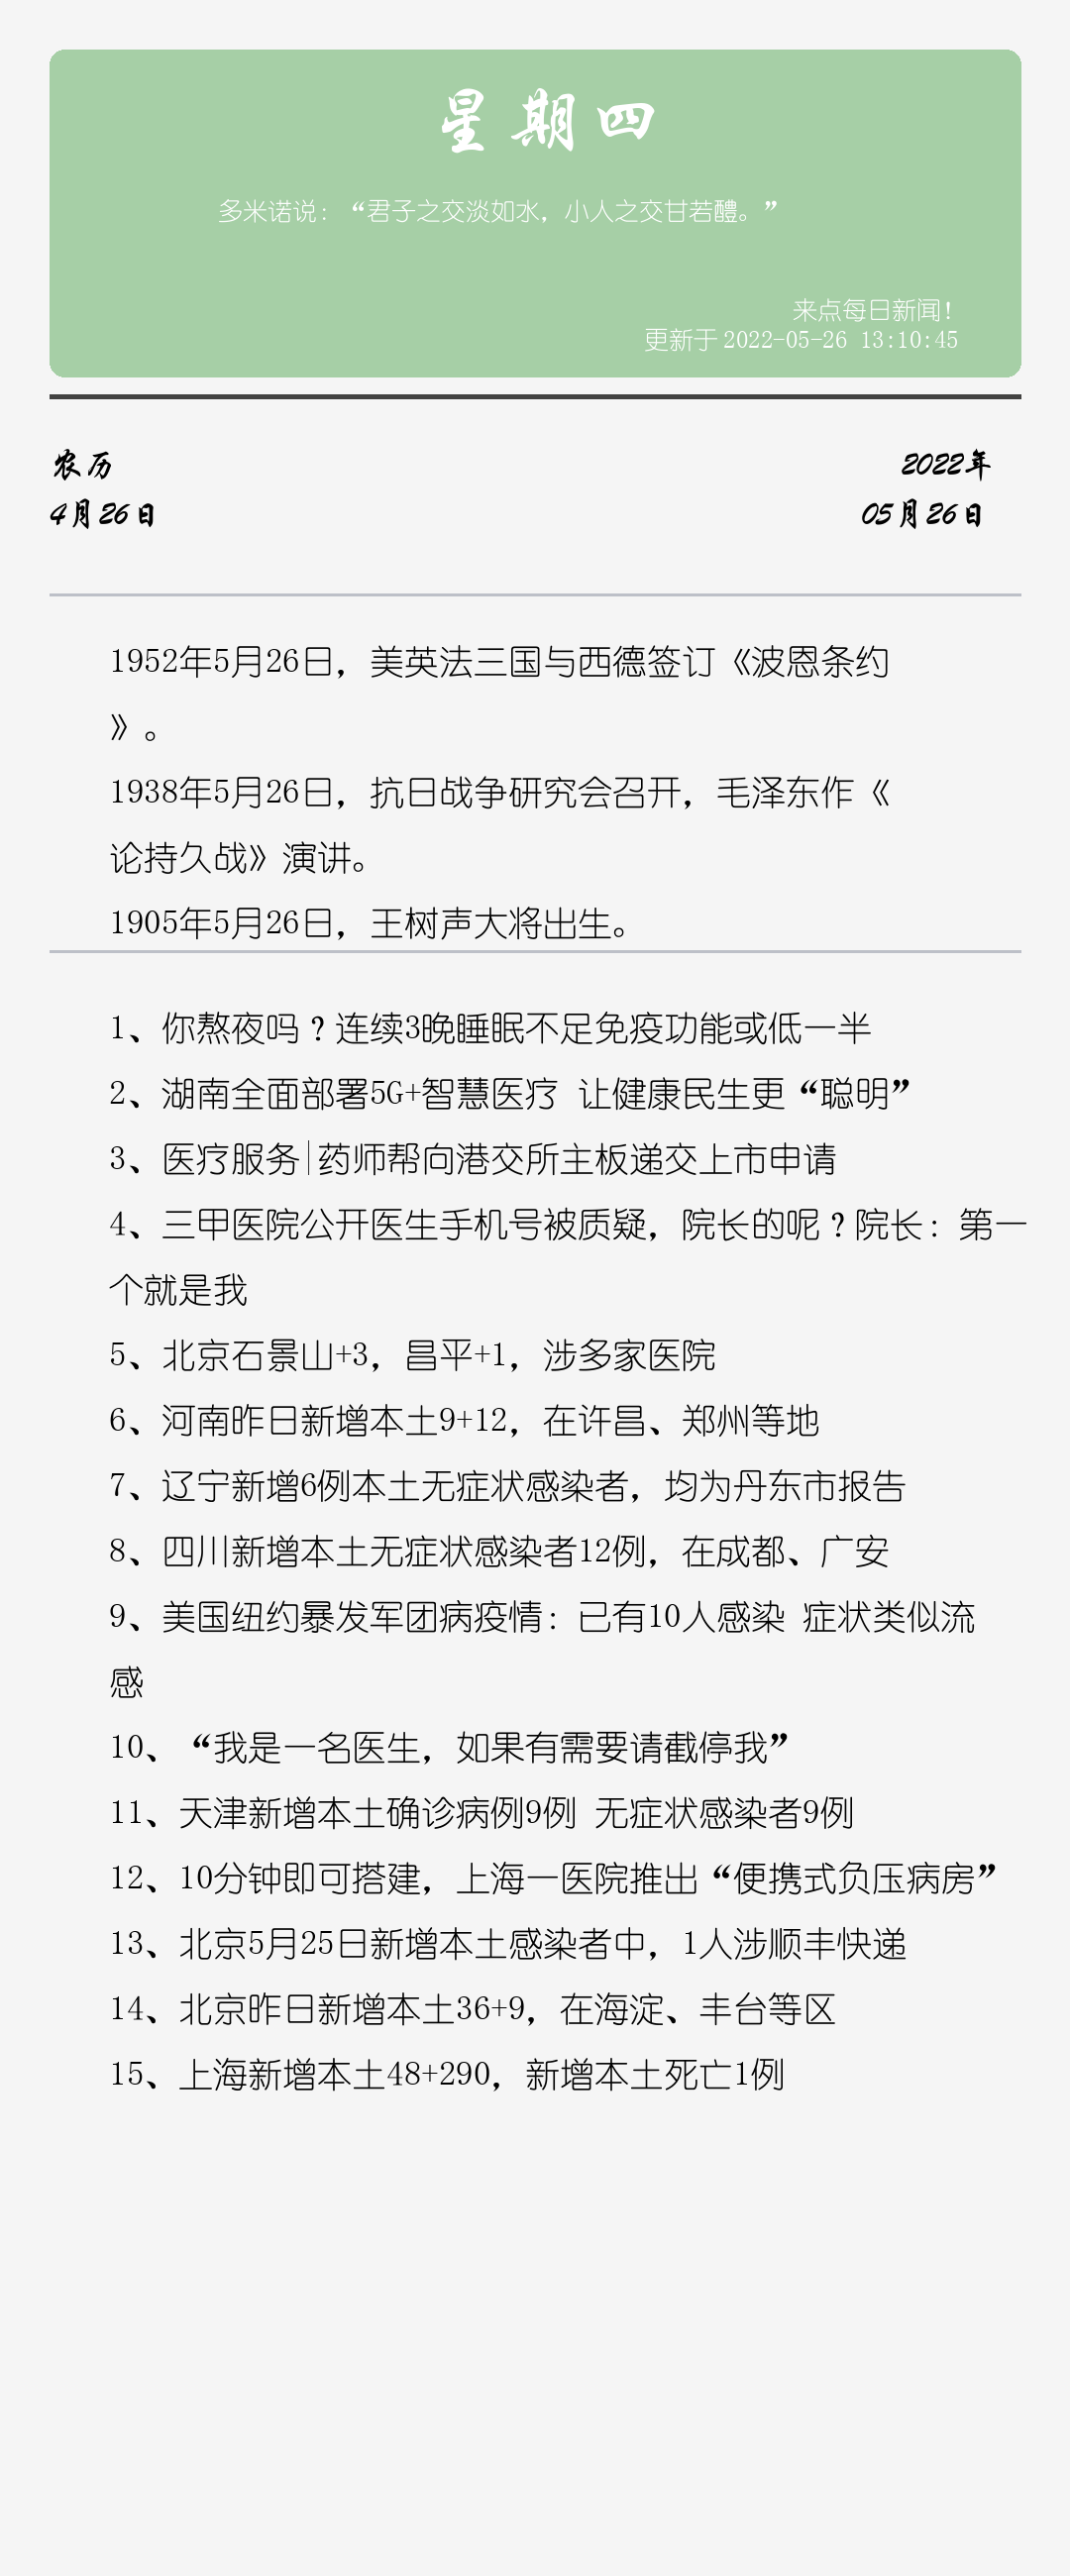 星期四
多米诺说：“君子之交淡如水，小人之交甘若醴。”
来点每日新闻！
更新于 2022-05-26 13:10:45
农历
2022年
4月26日
05月26日
1952年5月26日，美英法三国与西德签订《波恩条约
》。
1938年5月26日，抗日战争研究会召开，毛泽东作《
论持久战》演讲。
1905年5月26日，王树声大将出生。
1、你熬夜吗？连续3晚睡眠不足免疫功能或低一半
2、湖南全面部署5G+智慧医疗 让健康民生更“聪明”
3、医疗服务|药师帮向港交所主板递交上市申请
4、三甲医院公开医生手机号被质疑，院长的呢？院长：第一
个就是我
5、北京石景山+3，昌平+1，涉多家医院
6、河南昨日新增本土9+12，在许昌、郑州等地
7、辽宁新增6例本土无症状感染者，均为丹东市报告
8、四川新增本土无症状感染者12例，在成都、广安
9、美国纽约暴发军团病疫情：已有10人感染 症状类似流
感
10、“我是一名医生，如果有需要请截停我”
11、天津新增本土确诊病例9例 无症状感染者9例
12、10分钟即可搭建，上海一医院推出“便携式负压病房”
13、北京5月25日新增本土感染者中，1人涉顺丰快递
14、北京昨日新增本土36+9，在海淀、丰台等区
15、上海新增本土48+290，新增本土死亡1例